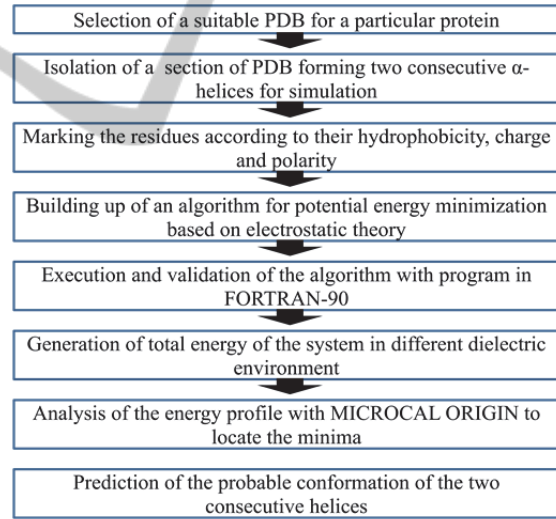 Selection of a suitable PDB for a particular protein
Isolation of a section of PDB forming two consecutive α-
helices for simulation
Marking the residues according to their hydrophobicity, charge
and polarity
Building up of an algorithm for potential energy minimization
based on electrostatic theory
Execution and validation of the algorithm with program in
FORTRAN-90
Generation of total energy of the system in different dielectric
environment
Analysis of the energy profile with MICROCAL ORIGIN to
locate the minima
Prediction of the probable conformation of the two
consecutive helices